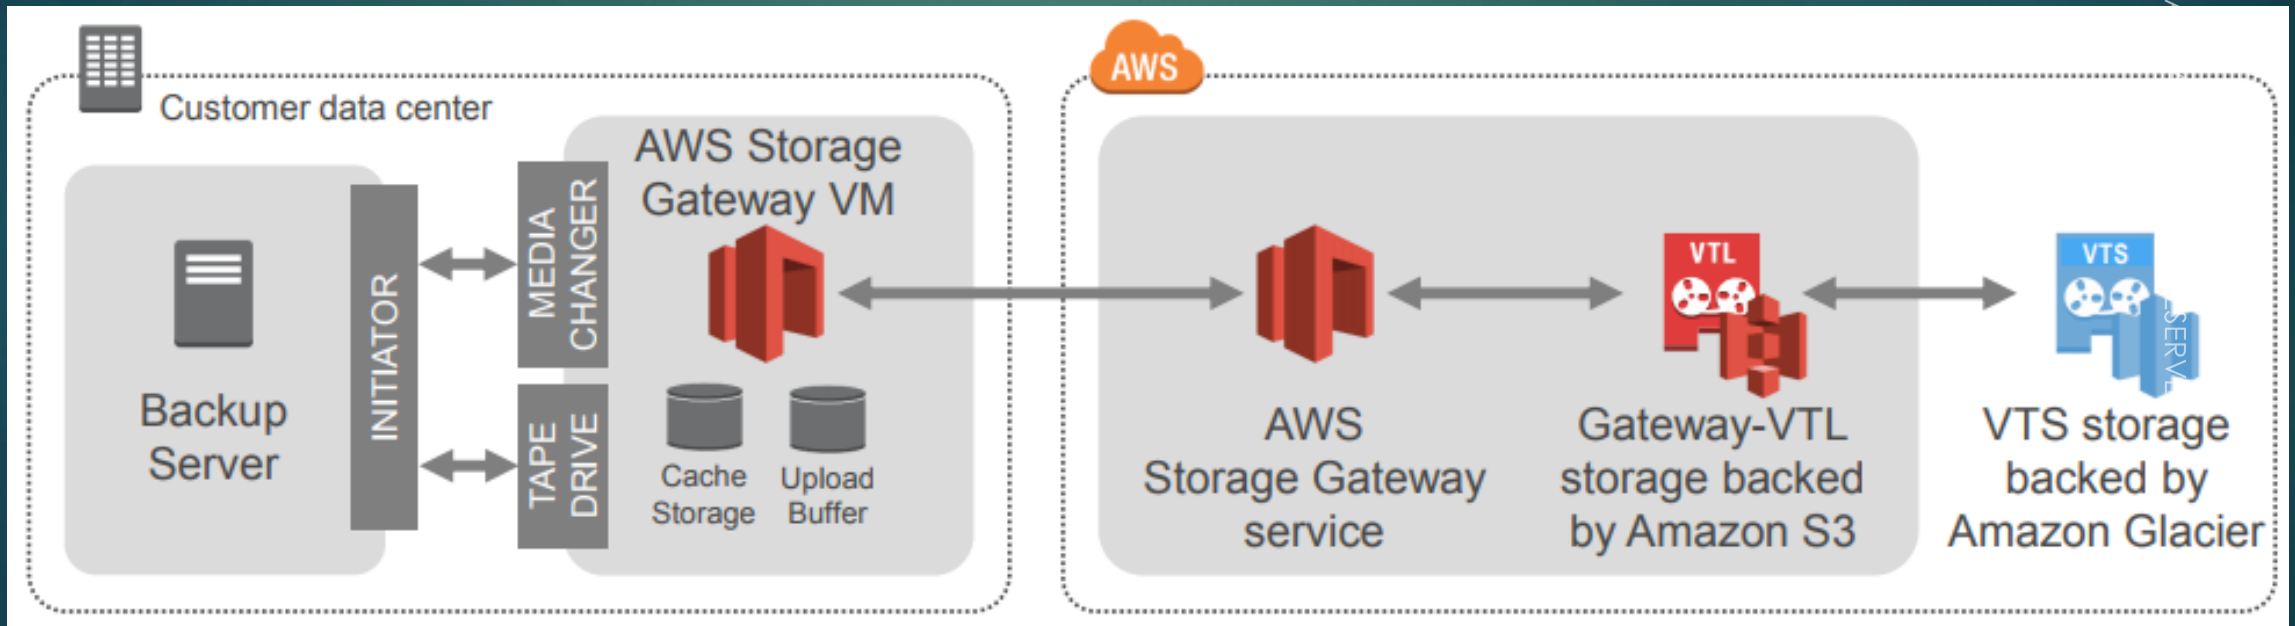 AWS
Customer data center
AWS Storage
Gateway VM
MEDIA
CHANGER
INITIATOR
TAPE
DRIVE
Backup
Server
Cache
Storage
Upload
Buffer
AWS
Storage Gateway
service
VTL
Gateway-VTL
storage backed
by Amazon S3
VTS
VTS storage
backed by
Amazon Glacier